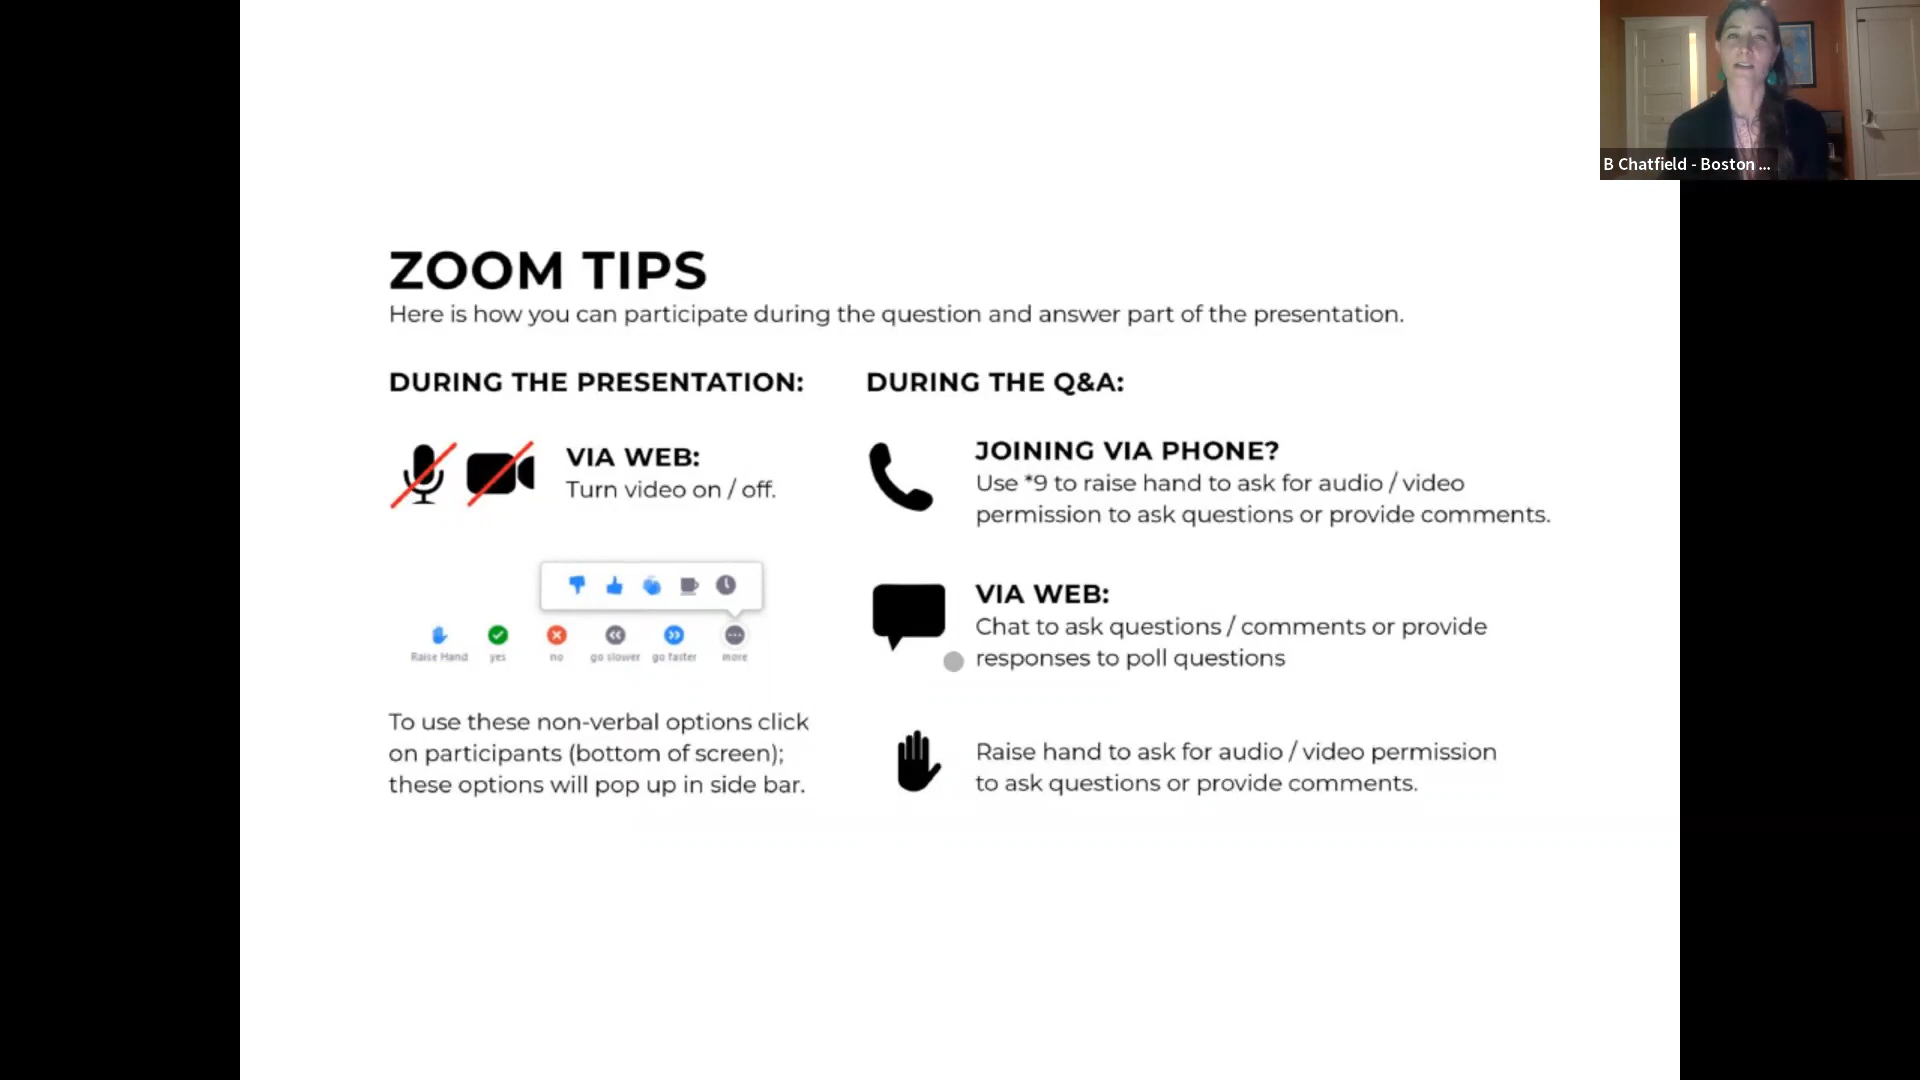 B Chatfield - Boston ...
ZOOM TIPS
Here is how you can participate during the question and answer part of the presentation.
DURING THE PRESENTATION:
VIA WEB:
Turn video on / off.
Raise Hand yes no go slower go faster more
To use these non-verbal options click
on participants (bottom of screen);
these options will pop up in side bar.
DURING THE Q&A:
JOINING VIA PHONE?
Use *9 to raise hand to ask for audio / video
permission to ask questions or provide comments.
VIA WEB:
Chat to ask questions / comments or provide
responses to poll questions
Raise hand to ask for audio / video permission
to ask questions or provide comments.